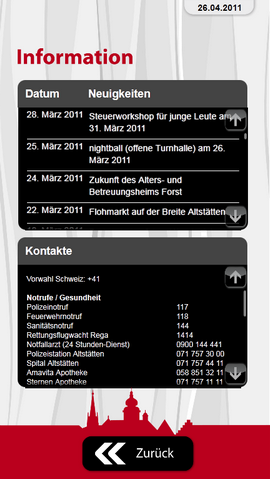 26.04.2011
Information
Datum Neuigkeiten
28. März 2011 Steuerworkshop für junge Leute am
31. März 2011
25. März 2011 nightball (offene Turnhalle) am 26.
März 2011
24. März 2011 Zukunft des Alters- und
Betreuungsheims Forst
22. März 2011 Flohmarkt auf der Breite Altstätten
Kontakte
Vorwahl Schweiz: +41
Notrufe / Gesundheit
Polizeinotruf 117
Feuerwehrnotruf 118
Sanitätsnotruf 144
Rettungsflugwacht Rega 1414
Notfallarzt (24 Stunden-Dienst) 0900 144 441
Polizeistation Altstätten 071 757 30 00
Spital Altstätten 071 757 44 11
Amavita Apotheke 058 851 32 11
Sternen Apotheke 071 757 11 11
Zurück